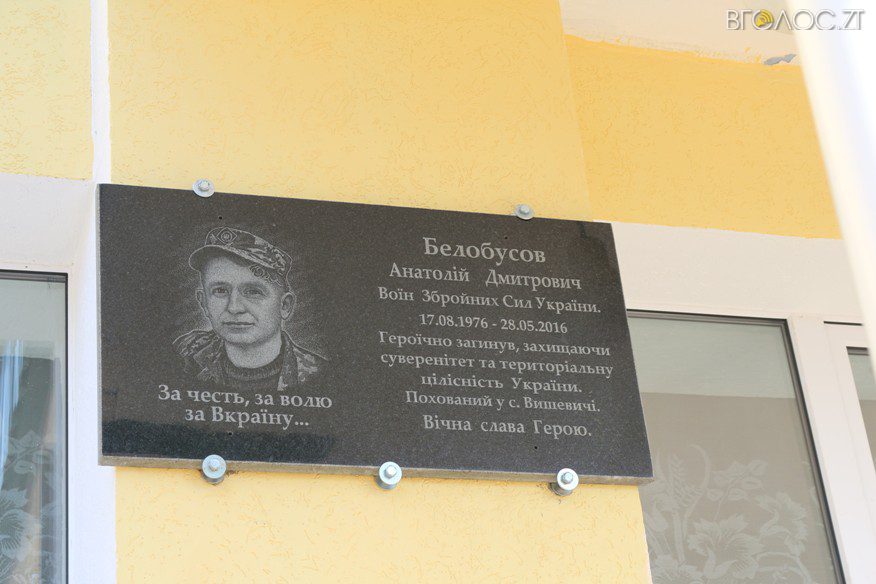 ВГОЛОС.ZT
Белобусов
Анатолій Дмитрович
Воїн Збройних Сил України.
17.08.1976 - 28.05.2016
Героїчно загинув, захищаючи
суверенітет та територіальну
цілісність України.
Похований у с. Вишевичі.
Вічна слава Герою.
За честь, за волю
за Вкраїну...